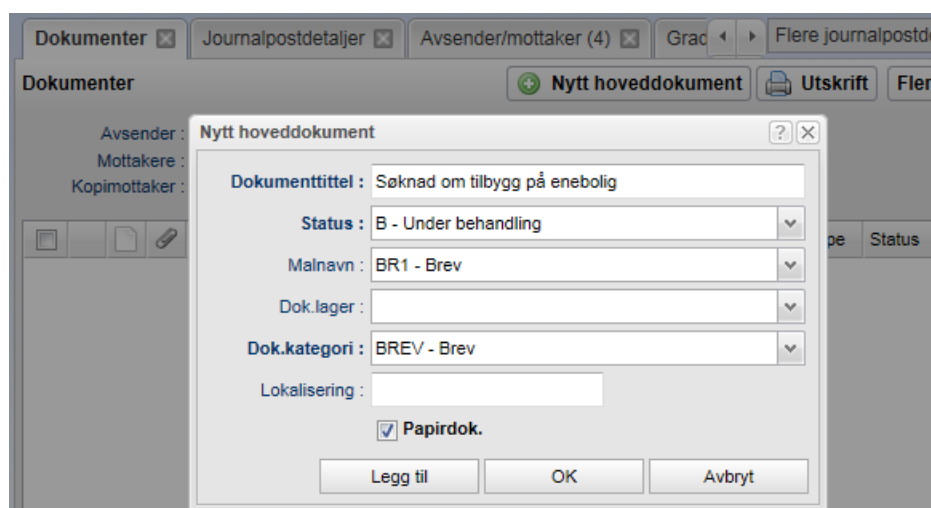 Dokumenter Journalpostdetaljer Avsender/mottaker (4) Grad Flere journalpostd
Dokumenter Nytt hoveddokument Utskrift Fler
Avsender :
Mottakere :
Kopimottaker :
Status
Nytt hoveddokument ?
Dokumenttittel : Søknad om tilbygg på enebolig
Status : B - Under behandling
Malnavn : BR1 - Brev
Dok.lager :
Dok.kategori : BREV - Brev
Lokalisering :
Papirdok.
Legg til OK Avbryt